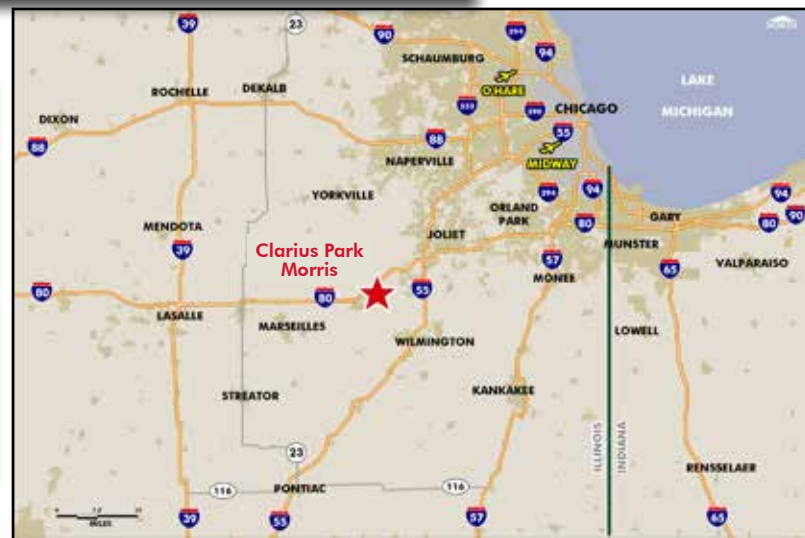 39
23
90
294
94
NORTH
SCHAUMBURG
LAKE
MICHIGAN
O'HARE
ROCHELLE
DEKALB
CHICAGO
290
55
DIXON
88
88
NAPERVILLE
MIDWAY
YORKVILLE
294
94
94
ORLAND
PARK
GARY
90
MENDOTA
39
JOLIET
80
80
MUNSTER
Clarius Park
Morris
57
VALPARAISO
80
80
55
MONEE
65
LASALLE
MARSEILLES
WILMINGTON
LOWELL
STREATOR
KANKAKEE
ILLINOIS
INDIANA
23
RENSSELAER
116
PONTIAC
116
MILES
39
55
57
65